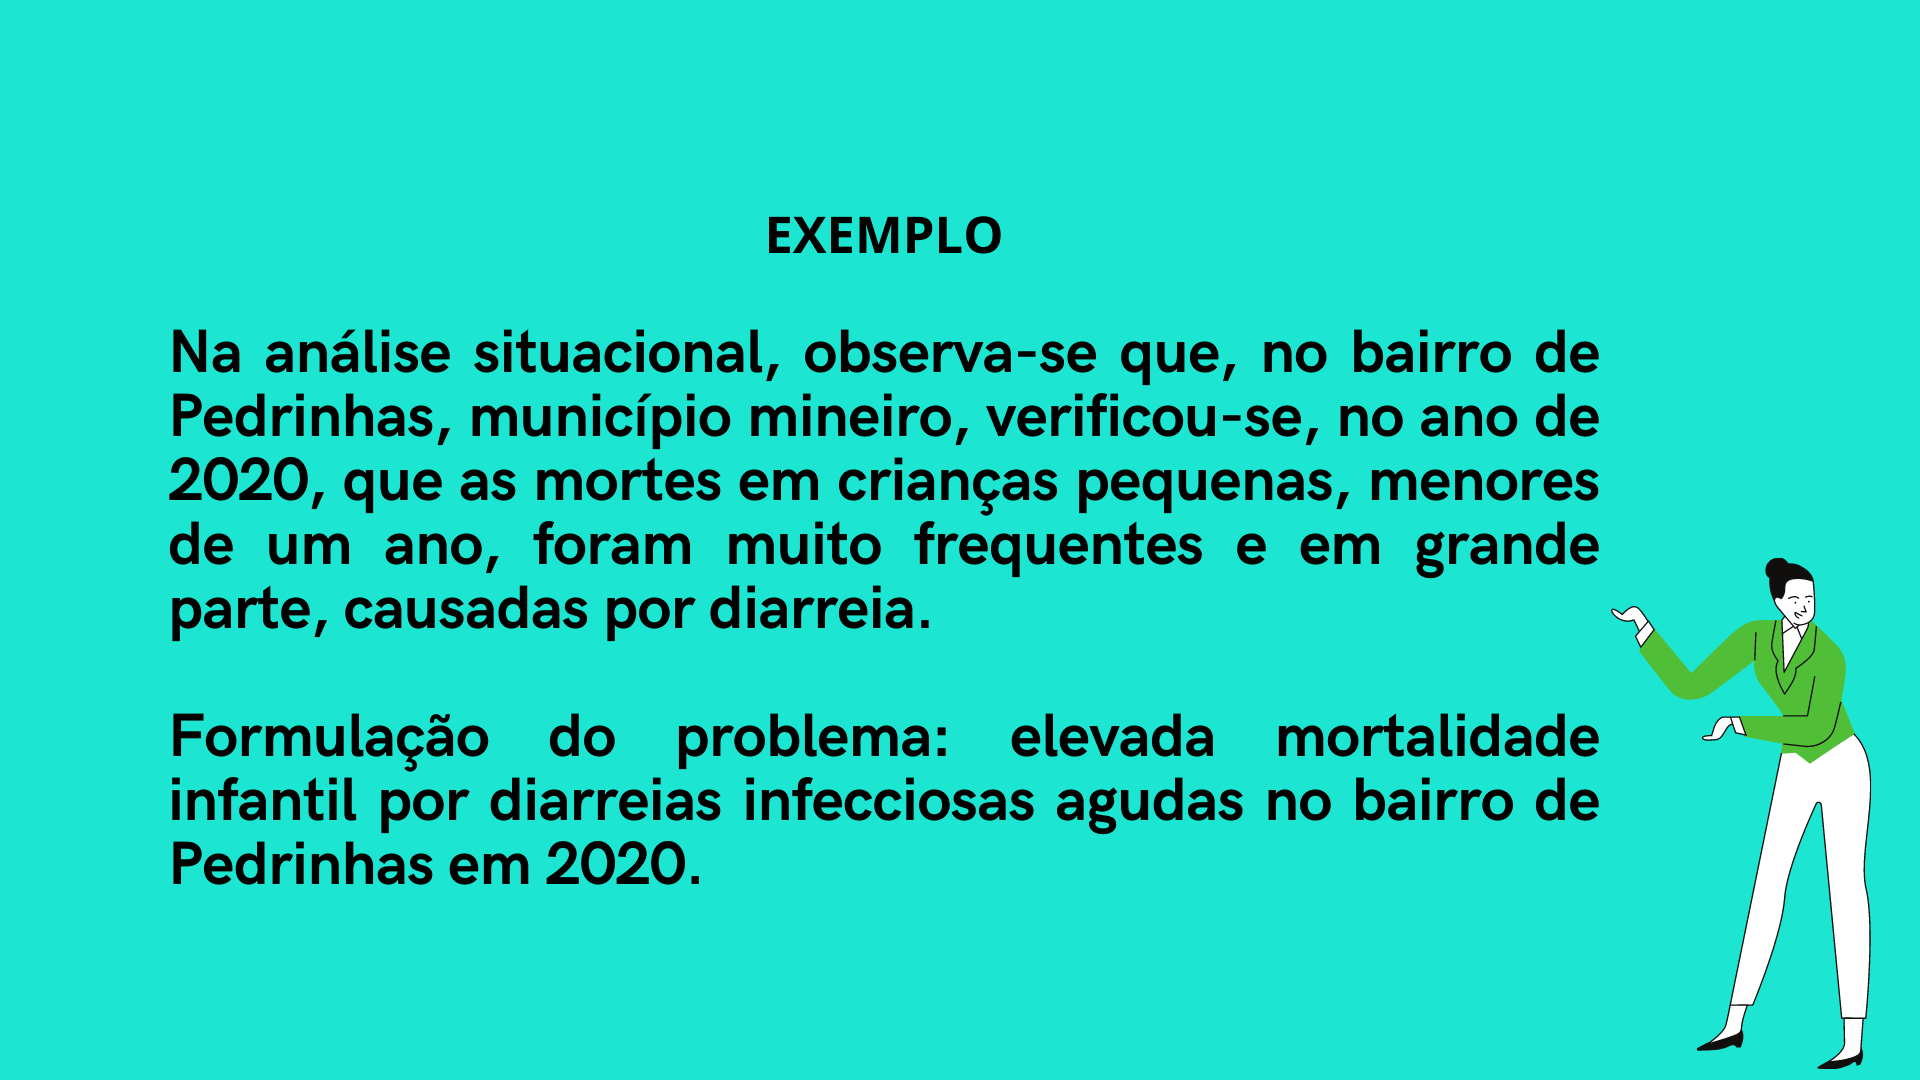 EXEMPLO
Na análise situacional, observa-se que, no bairro de
Pedrinhas, município mineiro, verificou-se, no ano de
2020, que as mortes em crianças pequenas, menores
de um ano, foram muito frequentes e em grande
parte, causadas por diarreia.
Formulação do problema: elevada mortalidade
infantil por diarreias infecciosas agudas no bairro de
Pedrinhas em 2020.